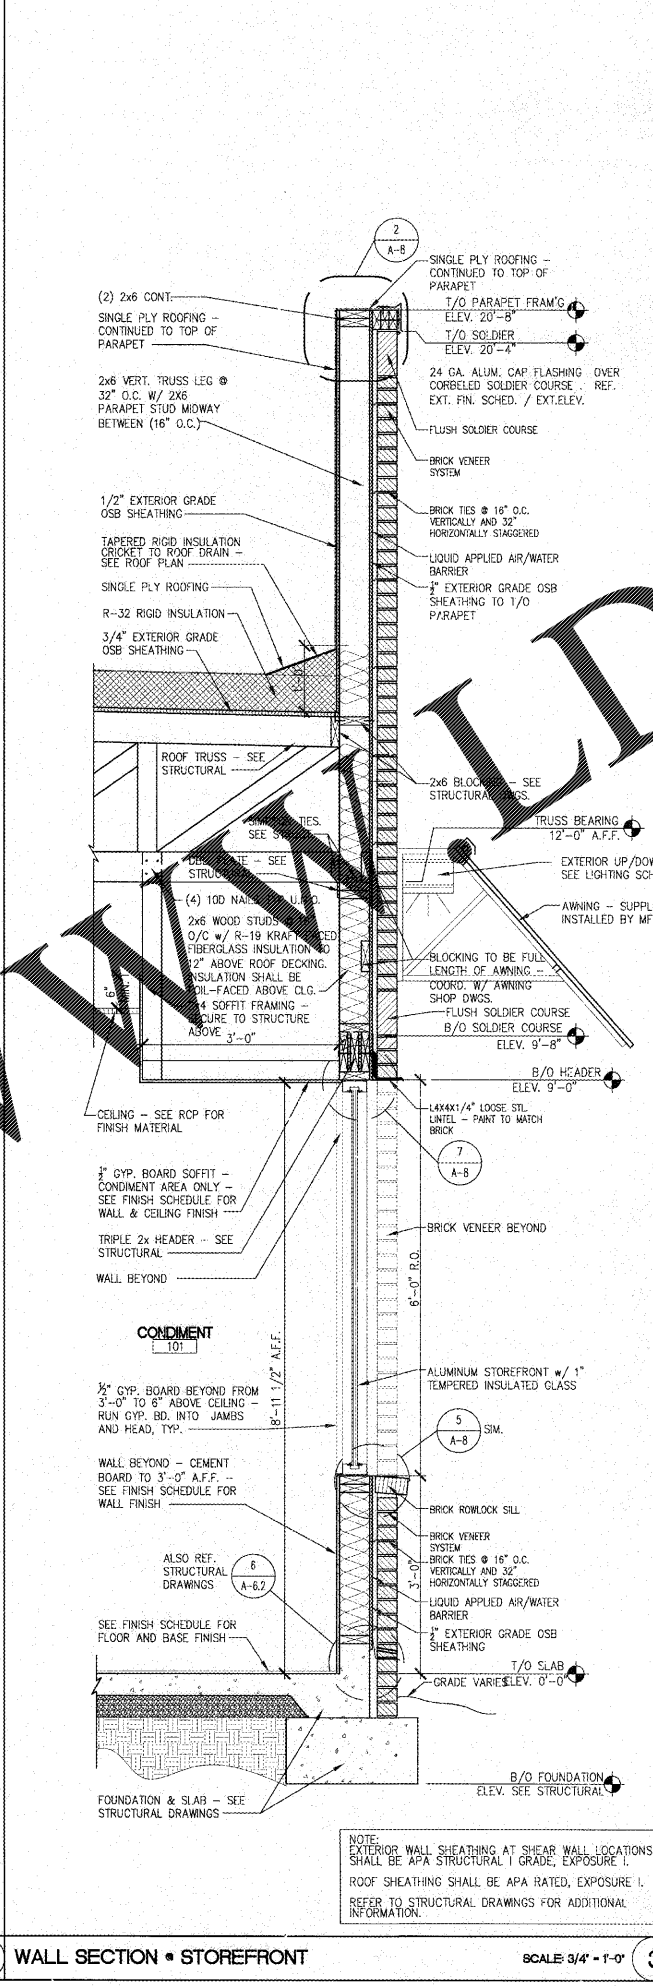 2
A-8
SINGLE PLY ROOFING –
CONTINUED TO TOP OF
PARAPET
(2) 2x6 CONT.
T/O PARAPET FRAM'G
ELEV. 20'-8"
SINGLE PLY ROOFING –
CONTINUED TO TOP OF
PARAPET
T/O SOLDIER
ELEV. 20'-4"
2x6 VERT. TRUSS LEG @
32" O.C. W/ 2X6
PARAPET STUD MIDWAY
BETWEEN (16" O.C.)
24 GA. ALUM. CAP FLASHING OVER
CORBELED SOLDIER COURSE . REF.
EXT. FIN. SCHED. / EXT.ELEV.
FLUSH SOLDIER COURSE
BRICK VENEER
SYSTEM
1/2" EXTERIOR GRADE
OSB SHEATHING
BRICK TIES @ 16" O.C.
VERTICALLY AND 32"
HORIZONTALLY STAGGERED
TAPERED RIGID INSULATION
CRICKET TO ROOF DRAIN –
SEE ROOF PLAN
LIQUID APPLIED AIR/WATER
BARRIER
SINGLE PLY ROOFING
½" EXTERIOR GRADE OSB
SHEATHING TO T/O
PARAPET
R-32 RIGID INSULATION
3/4" EXTERIOR GRADE
OSB SHEATHING
ROOF TRUSS – SEE
STRUCTURAL
2x6 BLOCKING – SEE
STRUCTURAL DWGS.
TIES.
SEE
TRUSS BEARING
12'-0" A.F.F.
PLATE – SEE
EXTERIOR UP/DOW
SEE LIGHTING SCH
(4) 10D
AWNING – SUPPL
INSTALLED BY MF
2x6 WOOD STUDS @
O/C w/ R-19 KRAFT FACED
FIBERGLASS INSULATION TO
12" ABOVE ROOF DECKING.
INSULATION SHALL BE
FOIL-FACED ABOVE CLG.
BLOCKING TO BE FULL
LENGTH OF AWNING –
COORD. W/ AWNING
SHOP DWGS.
6"
MIN.
SOFFIT FRAMING –
SECURE TO STRUCTURE
ABOVE
3'-0"
FLUSH SOLDIER COURSE
B/O SOLDIER COURSE
ELEV. 9'-8"
B/O HEADER
ELEV. 9'-0"
CEILING – SEE RCP FOR
FINISH MATERIAL
L4X4X1/4" LOOSE STL.
LINTEL – PAINT TO MATCH
BRICK
7
A-8
½" GYP. BOARD SOFFIT –
CONDIMENT AREA ONLY –
SEE FINISH SCHEDULE FOR
WALL & CEILING FINISH
BRICK VENEER BEYOND
TRIPLE 2x HEADER – SEE
STRUCTURAL
WALL BEYOND
6'-0" R.O.
CONDIMENT
101
8'-11 1/2" A.F.F.
ALUMINUM STOREFRONT w/ 1"
TEMPERED INSULATED GLASS
½" GYP. BOARD BEYOND FROM
3'-0" TO 6" ABOVE CEILING –
RUN GYP. BD. INTO JAMBS
AND HEAD, TYP.
5
A-8
SIM.
WALL BEYOND – CEMENT
BOARD TO 3'-0" A.F.F. –
SEE FINISH SCHEDULE FOR
WALL FINISH
BRICK ROWLOCK SILL
BRICK VENEER
SYSTEM
BRICK TIES @ 16" O.C.
VERTICALLY AND 32"
HORIZONTALLY STAGGERED
3'-0"
ALSO REF.
STRUCTURAL
DRAWINGS
6
A-6.2
LIQUID APPLIED AIR/WATER
BARRIER
½" EXTERIOR GRADE OSB
SHEATHING
SEE FINISH SCHEDULE FOR
FLOOR AND BASE FINISH
T/O SLAB
ELEV. 0'-0"
GRADE VARIES
B/O FOUNDATION
ELEV. SEE STRUCTURAL
FOUNDATION & SLAB – SEE
STRUCTURAL DRAWINGS
NOTE:
EXTERIOR WALL SHEATHING AT SHEAR WALL LOCATIONS
SHALL BE APA STRUCTURAL I GRADE, EXPOSURE I.
ROOF SHEATHING SHALL BE APA RATED, EXPOSURE I.
REFER TO STRUCTURAL DRAWINGS FOR ADDITIONAL
INFORMATION.
WALL SECTION @ STOREFRONT
SCALE: 3/4" = 1'-0"
3
WWW LD